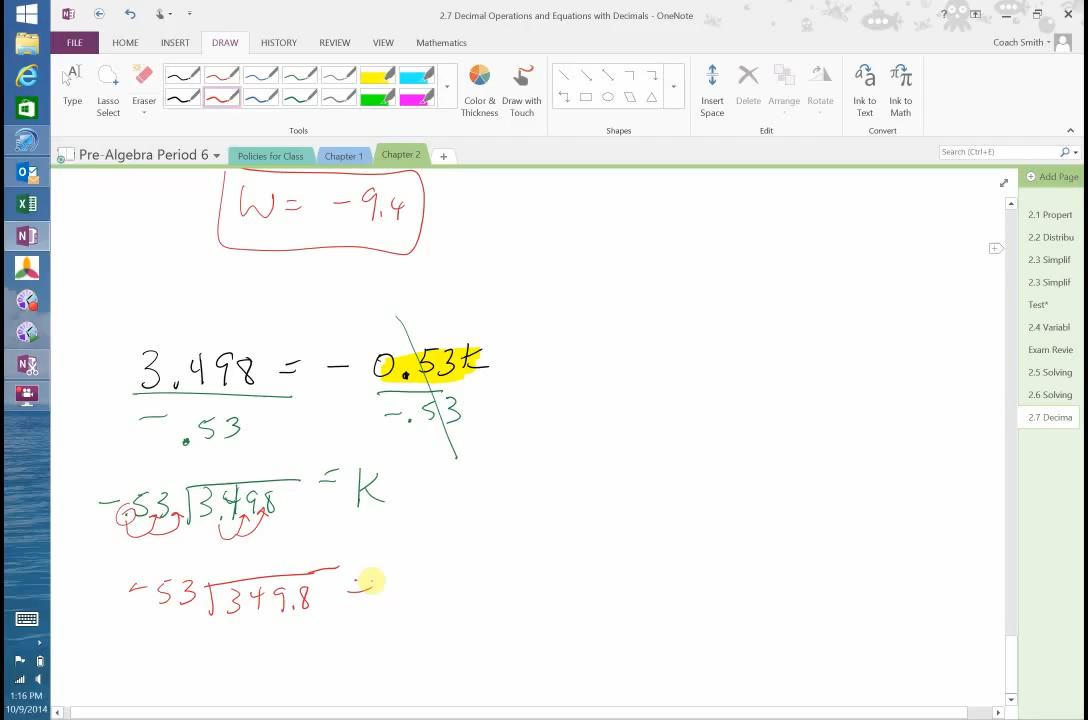 2.7 Decimal Operations and Equations with Decimals - OneNote
FILE HOME INSERT DRAW HISTORY REVIEW VIEW Mathematics
Coach Smith
Type
Lasso Select
Eraser
Color & Thickness
Draw with Touch
Insert Space
Delete
Arrange
Rotate
Ink to Text
Ink to Math
Tools
Shapes
Edit
Convert
Pre-Algebra Period 6
Policies for Class
Chapter 1
Chapter 2
Search (Ctrl+E)
Add Page
2.1 Propert
2.2 Distribu
2.3 Simplif
2.3 Simplif
Test*
2.4 Variabl
Exam Revie
2.5 Solving
2.6 Solving
2.7 Decima
W = -9.4
3.498 = -0.53k
-.53 -.53
-.53√3.498 = K
-53√349.8 =
1:16 PM
10/9/2014